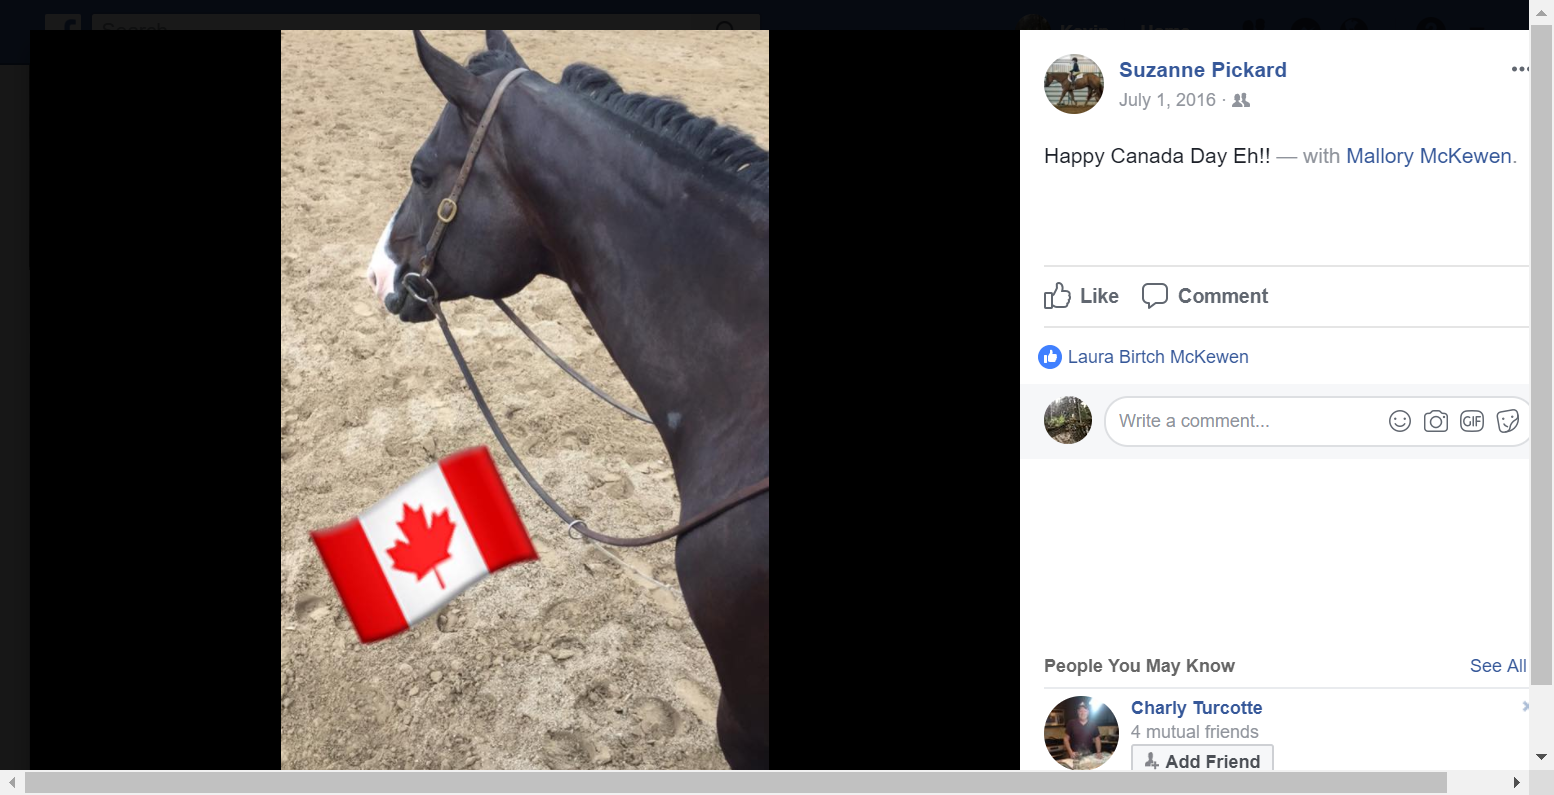 Search
Suzanne Pickard
July 1, 2016 ·
Happy Canada Day Eh!! — with Mallory McKewen.
Like Comment
Laura Birtch McKewen
Write a comment...
GIF
People You May Know See All
Charly Turcotte
4 mutual friends
Add Friend